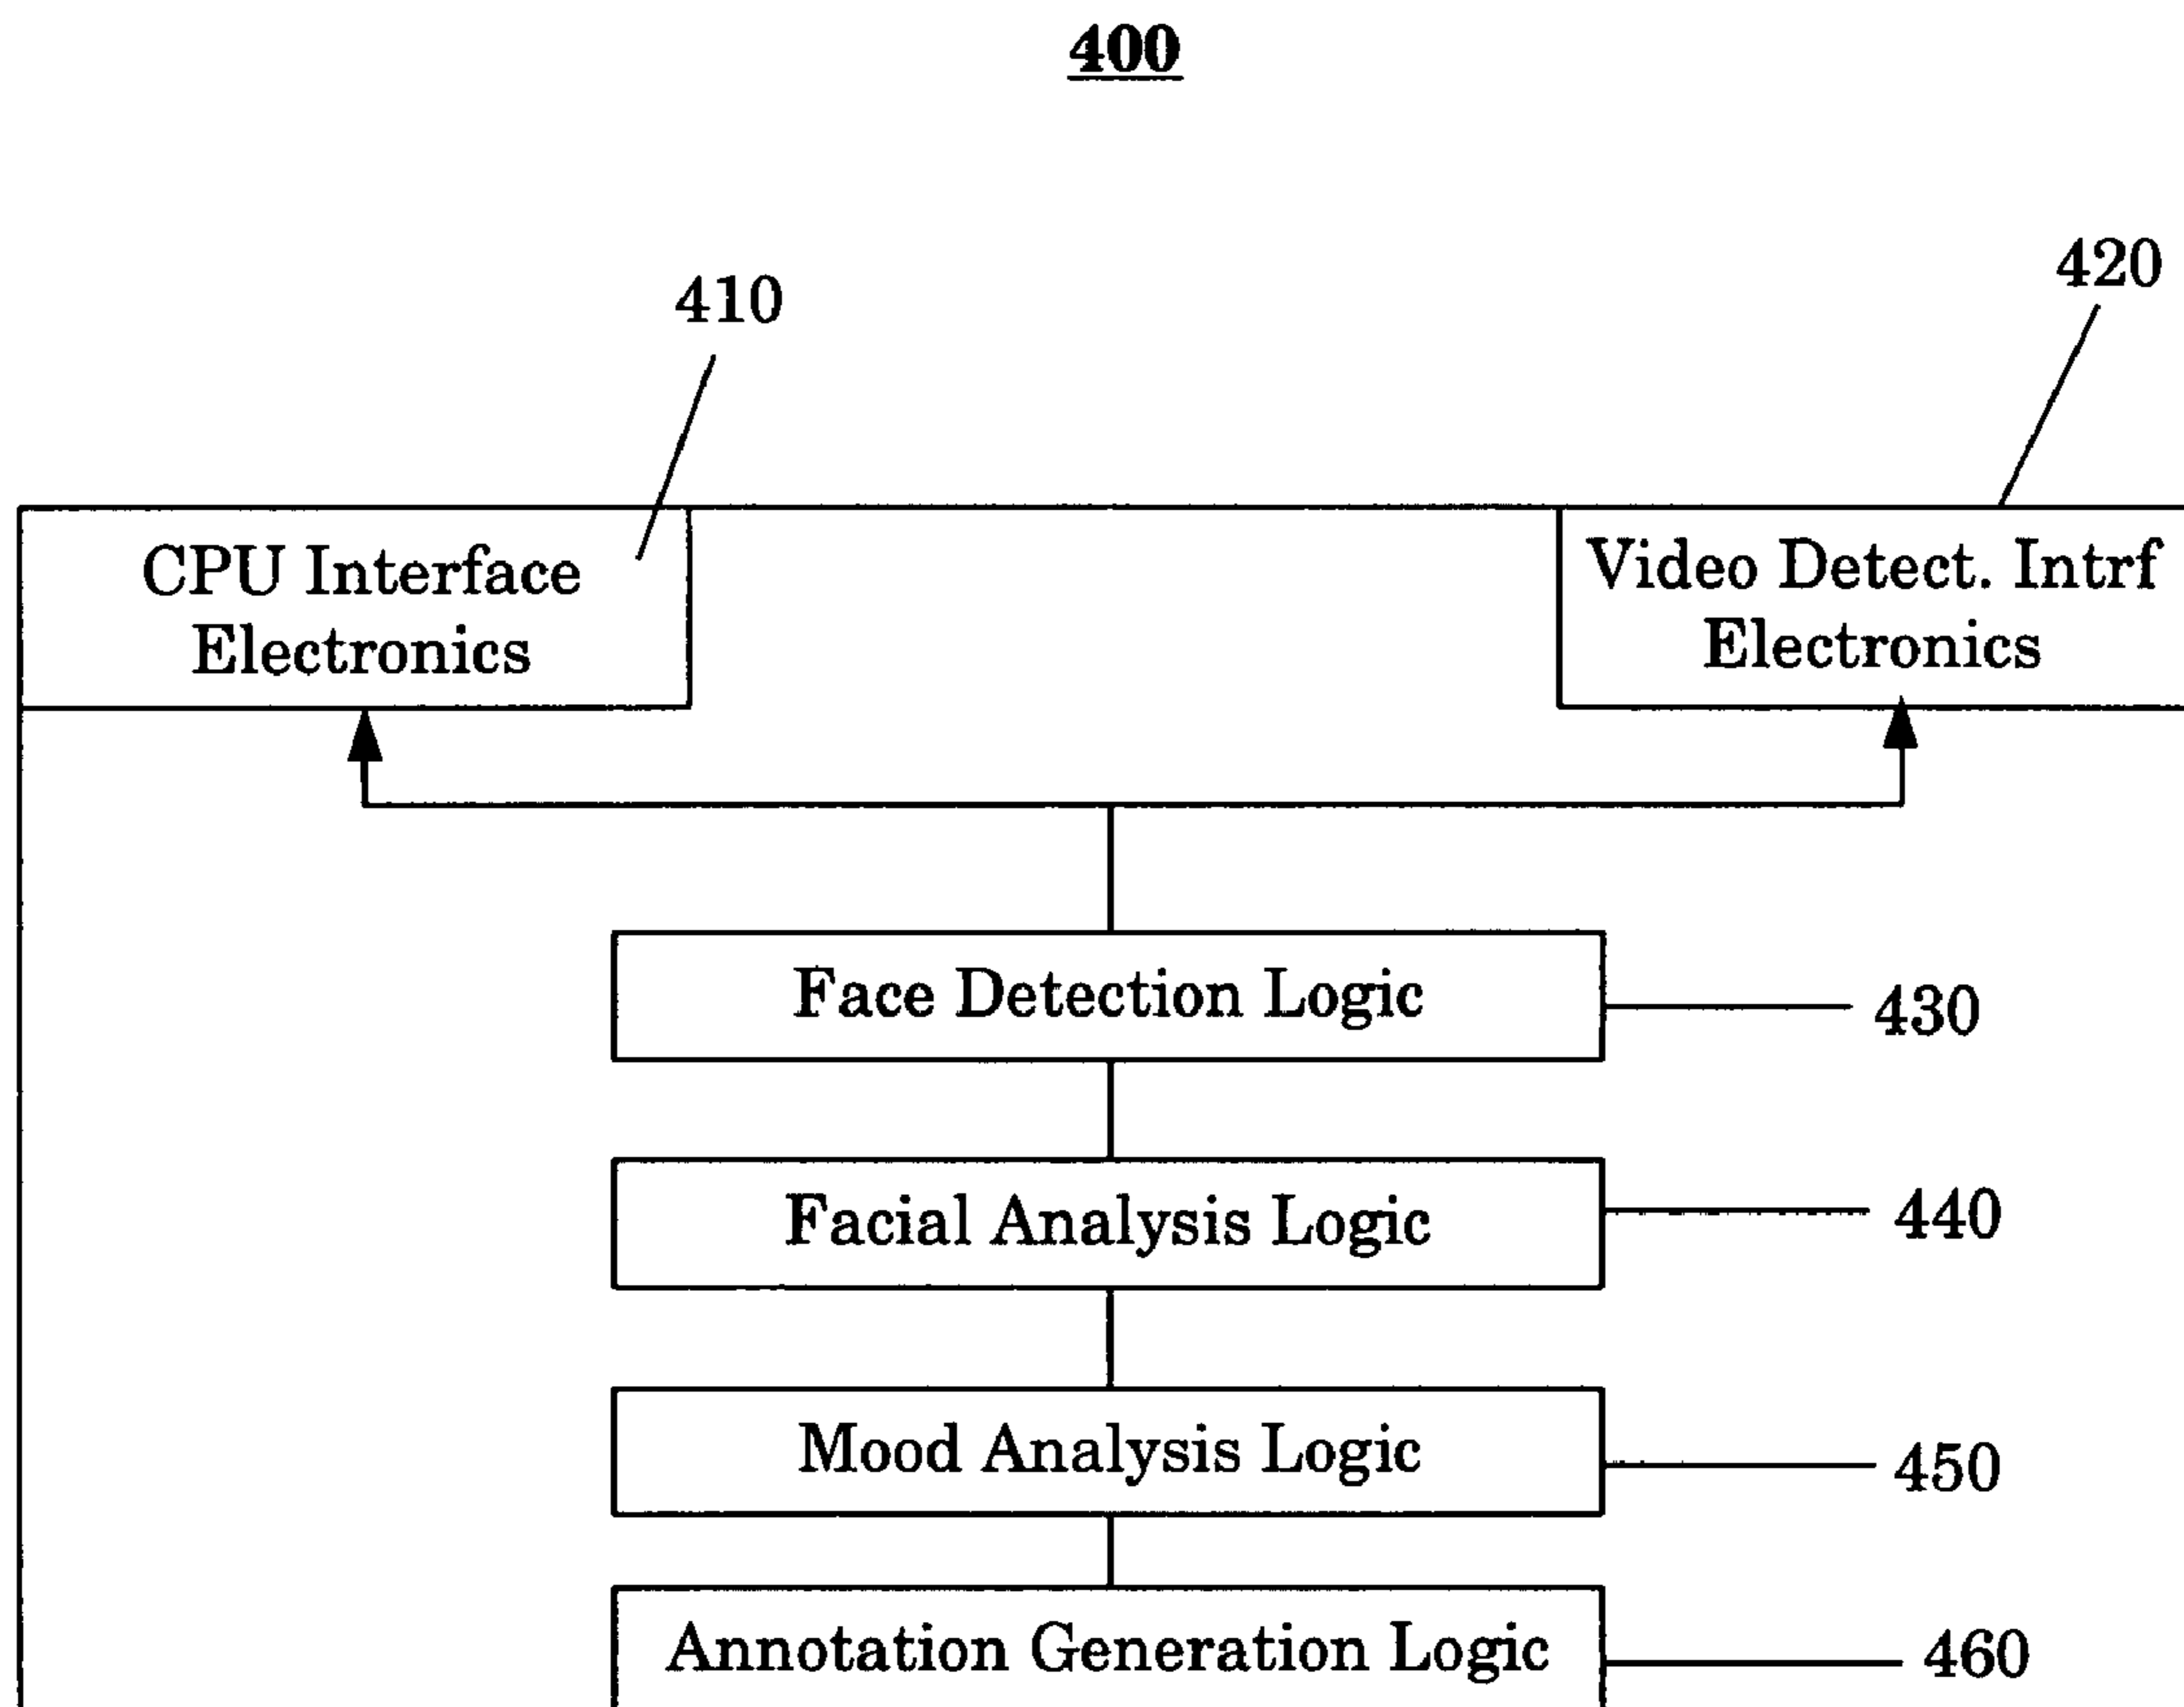 400
410
420
CPU Interface
Electronics
Video Detect. Intrf
Electronics
Face Detection Logic
430
Facial Analysis Logic
440
Mood Analysis Logic
450
Annotation Generation Logic
460